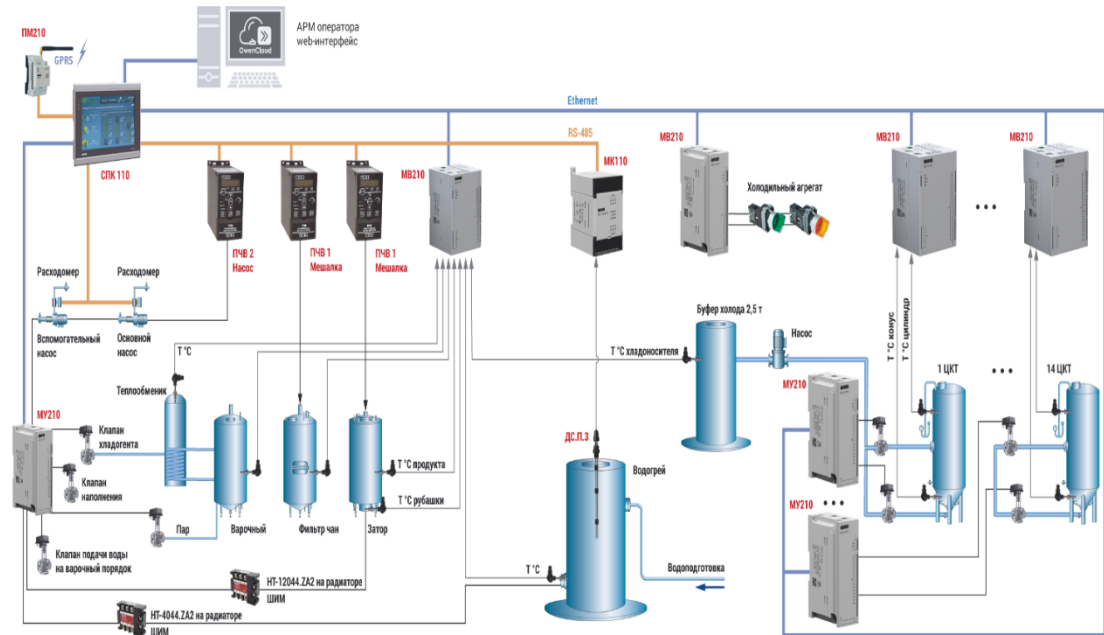 ПМ210
GPRS
OwenCloud
АРМ оператора
web-интерфейс
Ethernet
RS-485
СПК 110
МВ210
МК110
МВ210
МВ210
МВ210
Холодильный агрегат
• • •
ПЧВ 2
Насос
ПЧВ 1
Мешалка
ПЧВ 1
Мешалка
Расходомер
Расходомер
Вспомогательный
насос
Основной
насос
T °C
Буфер холода 2,5 т
Насос
T °C хладоносителя
T °C конус
T °C цилиндр
1 ЦКТ
• • •
14 ЦКТ
Теплообменик
МУ210
МУ210
Клапан
хладогента
Клапан
наполнения
ДС.П.3
Водогрей
T °C продукта
T °C рубашки
• • •
МУ210
Пар
Варочный
Фильтр чан
Затор
Клапан подачи воды
на варочный порядок
T °C
Водоподготовка
HT-12044.ZA2 на радиаторе
ШИМ
HT-4044.ZA2 на радиаторе
ШИМ